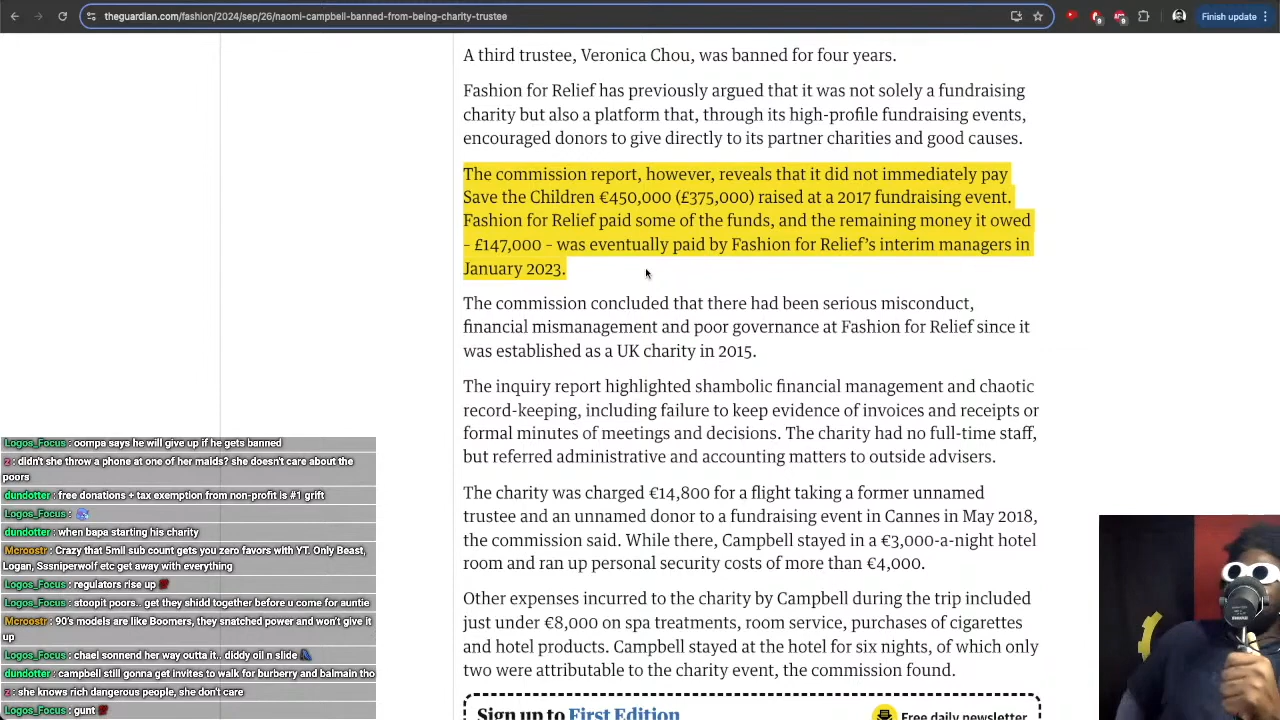 theguardian.com/fashion/2024/sep/26/naomi-campbell-banned-from-being-charity-trustee
Finish update
A third trustee, Veronica Chou, was banned for four years.
Fashion for Relief has previously argued that it was not solely a fundraising
charity but also a platform that, through its high-profile fundraising events,
encouraged donors to give directly to its partner charities and good causes.
The commission report, however, reveals that it did not immediately pay
Save the Children €450,000 (£375,000) raised at a 2017 fundraising event.
Fashion for Relief paid some of the funds, and the remaining money it owed
– £147,000 – was eventually paid by Fashion for Relief’s interim managers in
January 2023.
The commission concluded that there had been serious misconduct,
financial mismanagement and poor governance at Fashion for Relief since it
was established as a UK charity in 2015.
The inquiry report highlighted shambolic financial management and chaotic
record-keeping, including failure to keep evidence of invoices and receipts or
formal minutes of meetings and decisions. The charity had no full-time staff,
but referred administrative and accounting matters to outside advisers.
The charity was charged €14,800 for a flight taking a former unnamed
trustee and an unnamed donor to a fundraising event in Cannes in May 2018,
the commission said. While there, Campbell stayed in a €3,000-a-night hotel
room and ran up personal security costs of more than €4,000.
Other expenses incurred to the charity by Campbell during the trip included
just under €8,000 on spa treatments, room service, purchases of cigarettes
and hotel products. Campbell stayed at the hotel for six nights, of which only
two were attributable to the charity event, the commission found.
Sign up to First Edition
Free daily newsletter
Logos_Focus : oompa says he will give up if he gets banned
z : didn't she throw a phone at one of her maids? she doesn't care about the
poors
dundotter : free donations + tax exemption from non-profit is #1 grift
Logos_Focus :
dundotter : when bapa starting his charity
Mcroostr : Crazy that 5mil sub count gets you zero favors with YT. Only Beast,
Logan, Sssniperwolf etc get away with everything
Logos_Focus : regulators rise up
Logos_Focus : stoopit poors.. get they shidd together before u come for auntie
Mcroostr : 90's models are like Boomers, they snatched power and won't give it
up
Logos_Focus : chael sonnend her way outta it.. diddy oil n slide
dundotter : campbell still gonna get invites to walk for burberry and balmain tho
z : she knows rich dangerous people, she don't care
Logos_Focus : gunt